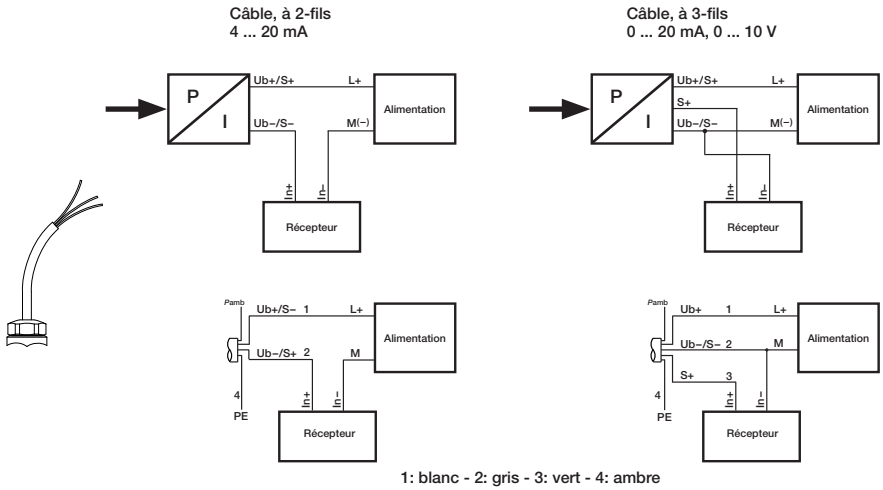 Câble, à 2-fils
4 ... 20 mA
Câble, à 3-fils
0 ... 20 mA, 0 ... 10 V
P
I
Ub+/S+
L+
Ub−/S−
M(−)
Alimentation
In+
In−
Récepteur
P
I
Ub+/S+
L+
S+
Ub−/S−
M(−)
Alimentation
In+
In−
Récepteur
Pamb
Ub+/S− 1
L+
Ub−/S+ 2
M
Alimentation
4
PE
In+
In−
Récepteur
Pamb
Ub+ 1
L+
Ub−/S− 2
M
Alimentation
S+ 3
4
PE
In+
In−
Récepteur
1: blanc - 2: gris - 3: vert - 4: ambre